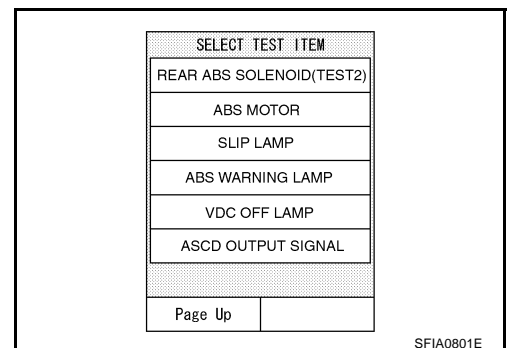 SELECT TEST ITEM
REAR ABS SOLENOID(TEST2)
ABS MOTOR
SLIP LAMP
ABS WARNING LAMP
VDC OFF LAMP
ASCD OUTPUT SIGNAL
Page Up
SFIA0801E